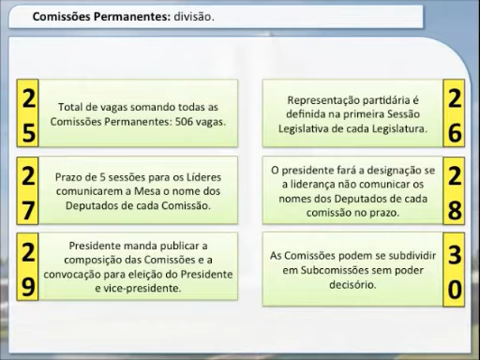 Comissões Permanentes: divisão.
25
Total de vagas somando todas as
Comissões Permanentes: 506 vagas.
Representação partidária é
definida na primeira Sessão
Legislativa de cada Legislatura.
26
27
Prazo de 5 sessões para os Líderes
comunicarem a Mesa o nome dos
Deputados de cada Comissão.
O presidente fará a designação se
a liderança não comunicar os
nomes dos Deputados de cada
comissão no prazo.
28
29
Presidente manda publicar a
composição das Comissões e a
convocação para eleição do Presidente
e vice-presidente.
As Comissões podem se subdividir
em Subcomissões sem poder
decisório.
30